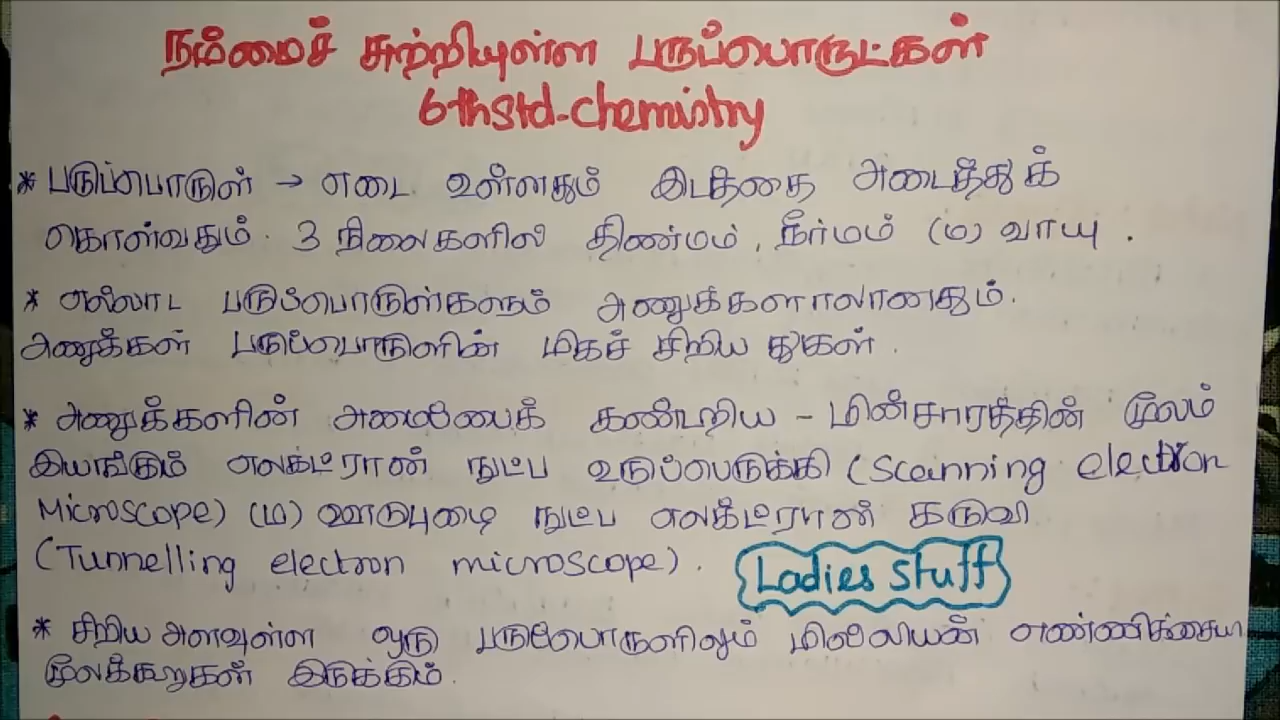 நம்மைச் சுற்றியுள்ள பருப்பொருட்கள்
6thStd-chemistry
* பருப்பொருள் → எடை உள்ளதும் இடத்தை அடைத்துக்
கொள்வதும். 3 நிலைகளில் திண்மம், நீர்மம் (ம) வாயு.
* எல்லாட பருப்பொருள்களும் அணுக்களாலானதும்.
அணுக்கள் பருப்பொருளின் மிகச் சிறிய துகள்.
* அணுக்களின் அமைப்பைக் கண்டறிய - மின்சாரத்தின் மூலம்
இயங்கும் எலக்ட்ரான் நுட்ப உருப்பெருக்கி (Scanning electron
Microscope) (ம) ஊடுபுழை நுட்ப எலக்ட்ரான் கருவி
(Tunnelling electron microscope).
Ladies Stuff
* சிறிய அளவுள்ள ஒரு பருப்பொருளிலும் மில்லியன் எண்ணிக்கையி
மூலக்கூறுகள் இருக்கும்.